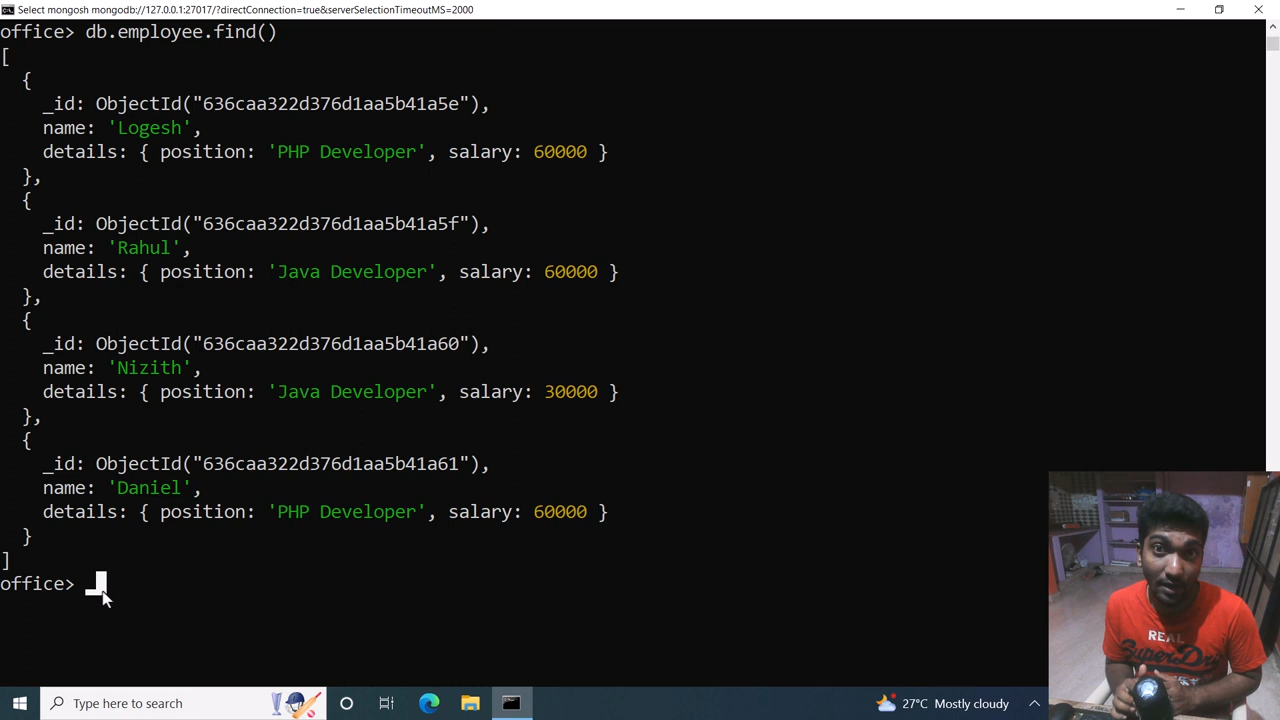 Select mongosh mongodb://127.0.0.1:27017/?directConnection=true&serverSelectionTimeoutMS=2000
office> db.employee.find()
[
  {
    _id: ObjectId("636caa322d376d1aa5b41a5e"),
    name: 'Logesh',
    details: { position: 'PHP Developer', salary: 60000 }
  },
  {
    _id: ObjectId("636caa322d376d1aa5b41a5f"),
    name: 'Rahul',
    details: { position: 'Java Developer', salary: 60000 }
  },
  {
    _id: ObjectId("636caa322d376d1aa5b41a60"),
    name: 'Nizith',
    details: { position: 'Java Developer', salary: 30000 }
  },
  {
    _id: ObjectId("636caa322d376d1aa5b41a61"),
    name: 'Daniel',
    details: { position: 'PHP Developer', salary: 60000 }
  }
]
office> _
REAL
SuperDry
Type here to search
27°C Mostly cloudy